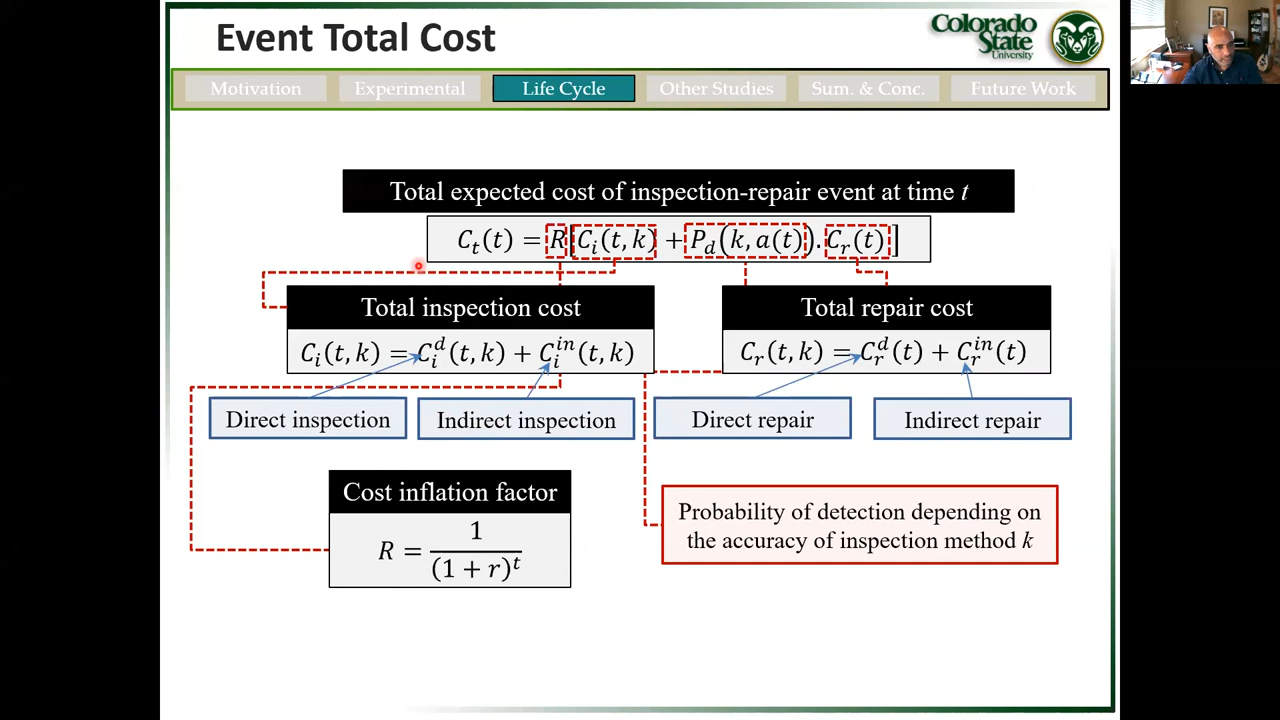 Event Total Cost
Colorado
State
University
Motivation
Experimental
Life Cycle
Other Studies
Sum. & Conc.
Future Work
Total expected cost of inspection-repair event at time t
C_t(t) = R[C_i(t, k) + P_d(k, a(t)).C_r(t)]
Total inspection cost
C_i(t, k) = C_i^d(t, k) + C_i^in(t, k)
Total repair cost
C_r(t, k) = C_r^d(t) + C_r^in(t)
Direct inspection
Indirect inspection
Direct repair
Indirect repair
Cost inflation factor
R = 1/(1 + r)^t
Probability of detection depending on
the accuracy of inspection method k